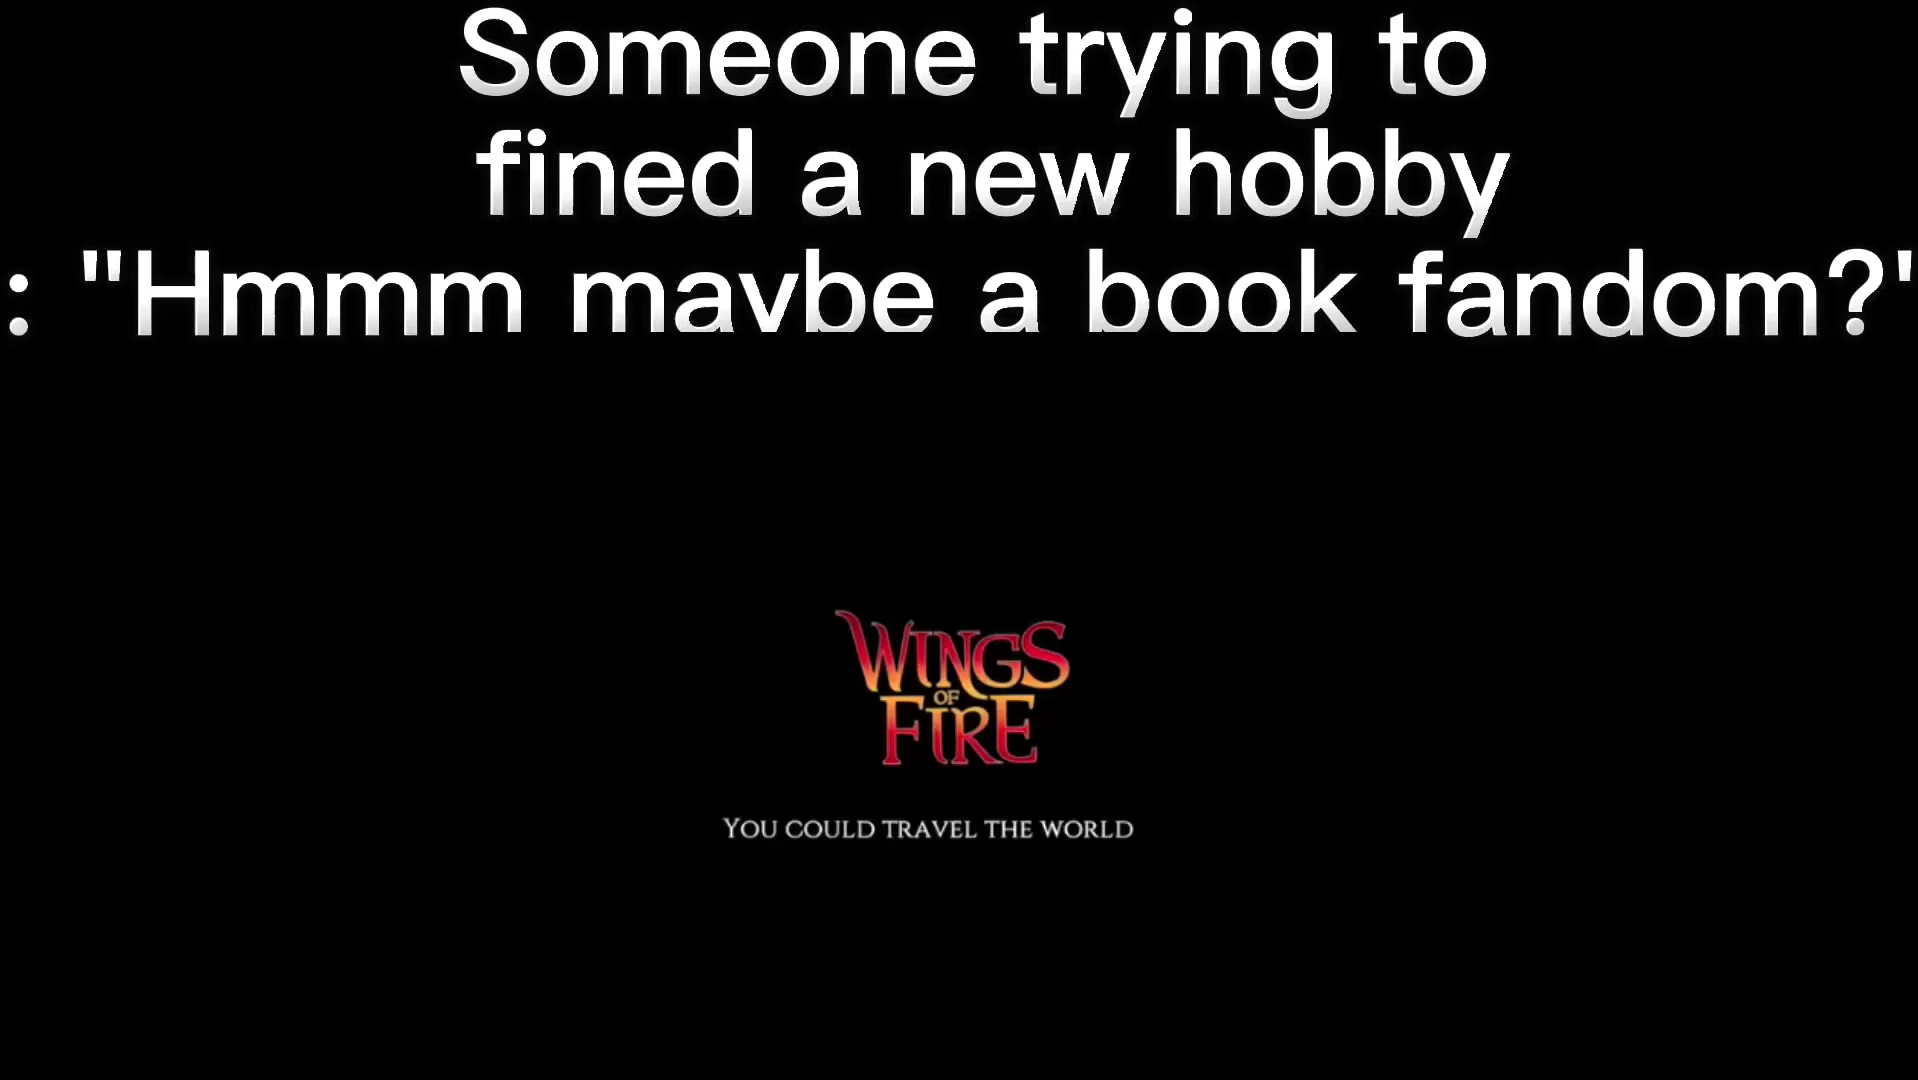 Someone trying to
fined a new hobby
: "Hmmm maybe a book fandom?"
WINGS
OF
FIRE
YOU COULD TRAVEL THE WORLD